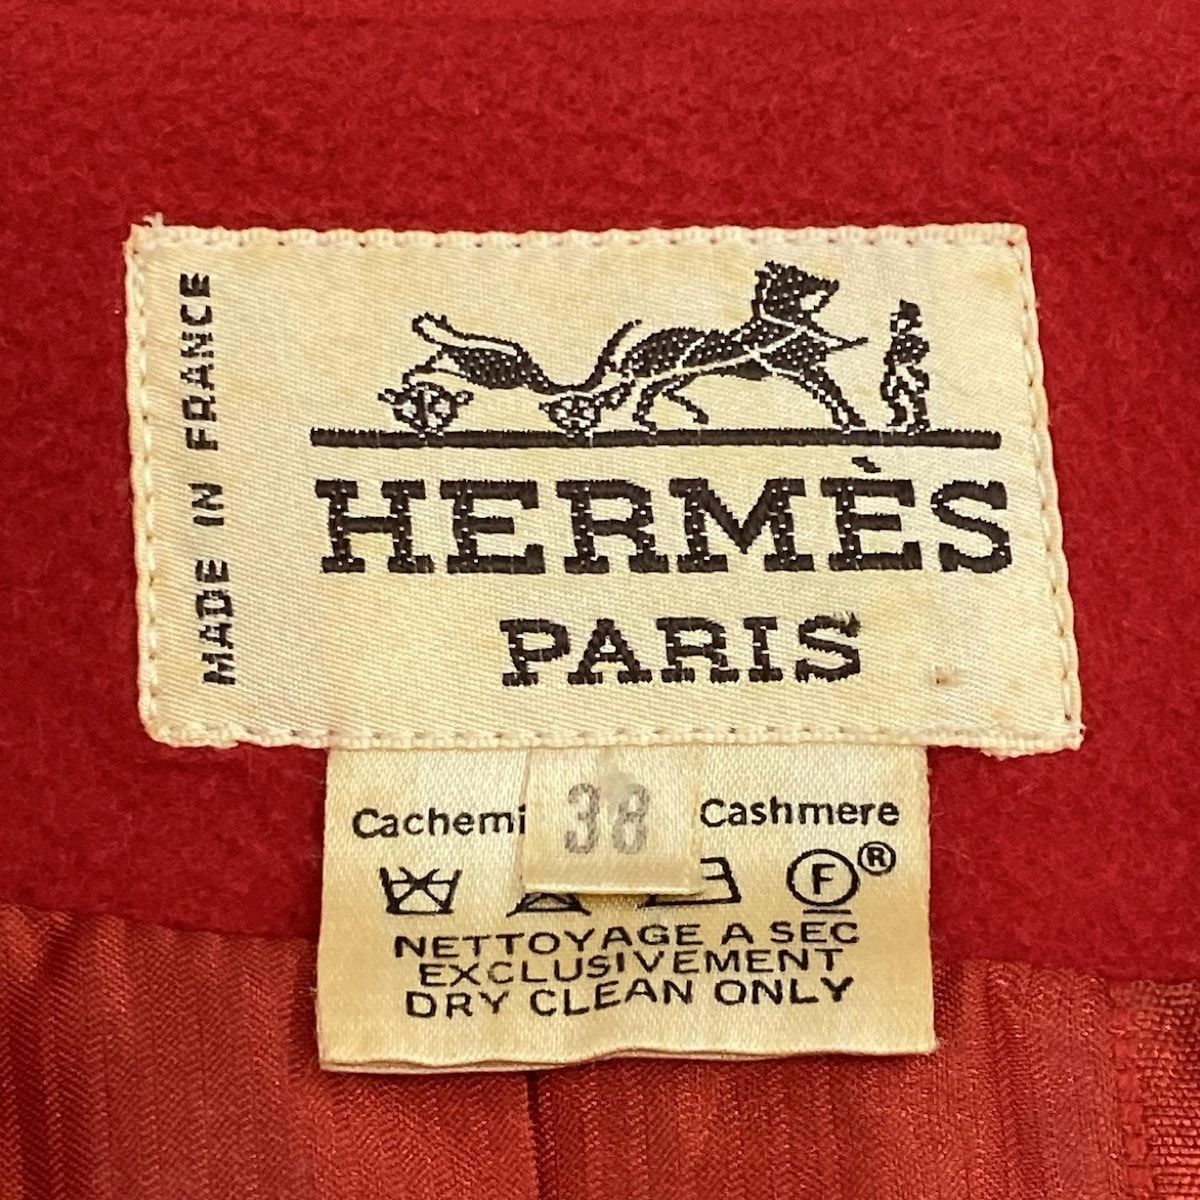 MADE IN FRANCE
HERMÈS
PARIS
38
Cachemi Cashmere
F ®
NETTOYAGE A SEC
EXCLUSIVEMENT
DRY CLEAN ONLY